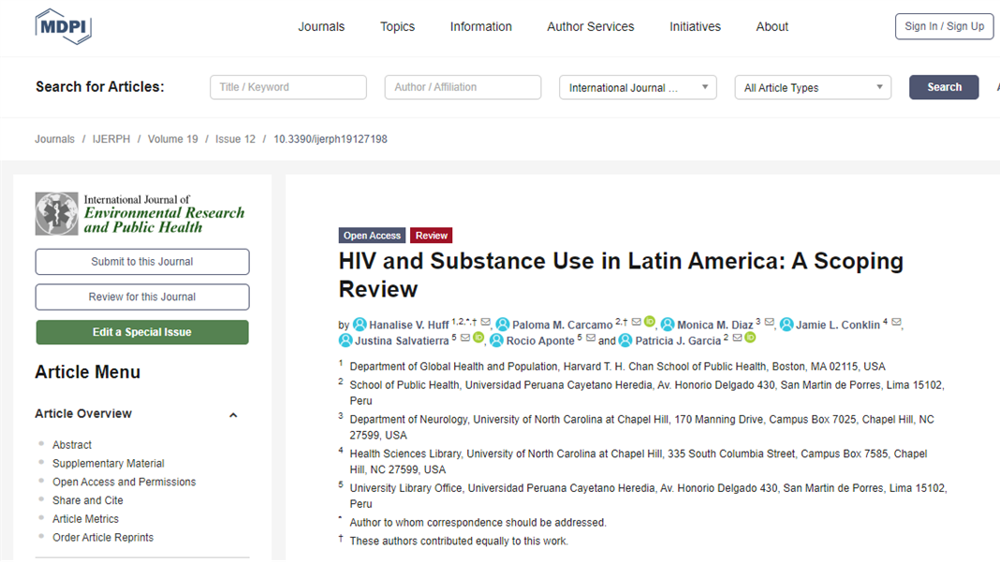 MDPI
Journals Topics Information Author Services Initiatives About Sign In / Sign Up
Search for Articles: Title / Keyword Author / Affiliation International Journal ... All Article Types Search
Journals / IJERPH / Volume 19 / Issue 12 / 10.3390/ijerph19127198
International Journal of
Environmental Research
and Public Health
Submit to this Journal
Review for this Journal
Edit a Special Issue
Article Menu
Article Overview
Abstract
Supplementary Material
Open Access and Permissions
Share and Cite
Article Metrics
Order Article Reprints
Open Access Review
HIV and Substance Use in Latin America: A Scoping
Review
by Hanalise V. Huff 1,2,*,†, Paloma M. Carcamo 2,† iD, Monica M. Diaz 3, Jamie L. Conklin 4,
Justina Salvatierra 5 iD, Rocio Aponte 5 and Patricia J. Garcia 2 iD
1 Department of Global Health and Population, Harvard T. H. Chan School of Public Health, Boston, MA 02115, USA
2 School of Public Health, Universidad Peruana Cayetano Heredia, Av. Honorio Delgado 430, San Martin de Porres, Lima 15102,
Peru
3 Department of Neurology, University of North Carolina at Chapel Hill, 170 Manning Drive, Campus Box 7025, Chapel Hill, NC
27599, USA
4 Health Sciences Library, University of North Carolina at Chapel Hill, 335 South Columbia Street, Campus Box 7585, Chapel
Hill, NC 27599, USA
5 University Library Office, Universidad Peruana Cayetano Heredia, Av. Honorio Delgado 430, San Martin de Porres, Lima 15102,
Peru
* Author to whom correspondence should be addressed.
† These authors contributed equally to this work.